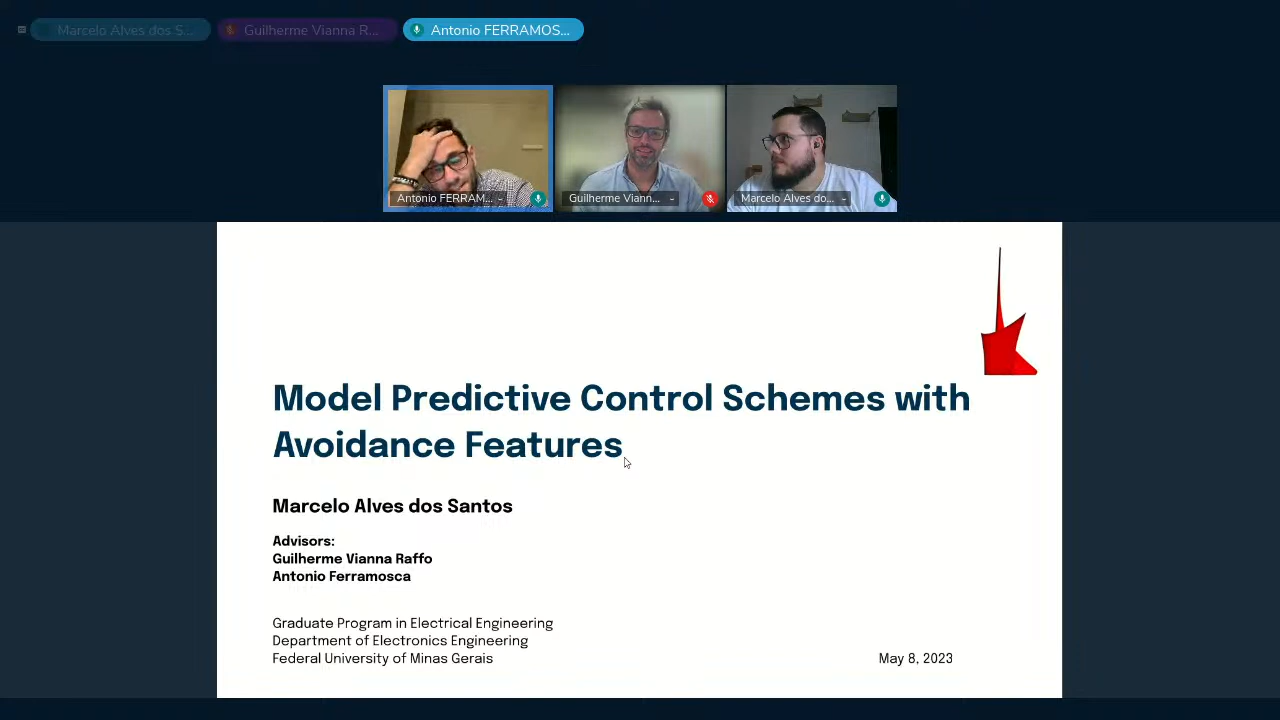 Marcelo Alves dos S...
Guilherme Vianna R...
Antonio FERRAMOS...
Antonio FERRAM...
Guilherme Viann...
Marcelo Alves do...
Model Predictive Control Schemes with
Avoidance Features
Marcelo Alves dos Santos
Advisors:
Guilherme Vianna Raffo
Antonio Ferramosca
Graduate Program in Electrical Engineering
Department of Electronics Engineering
Federal University of Minas Gerais
May 8, 2023